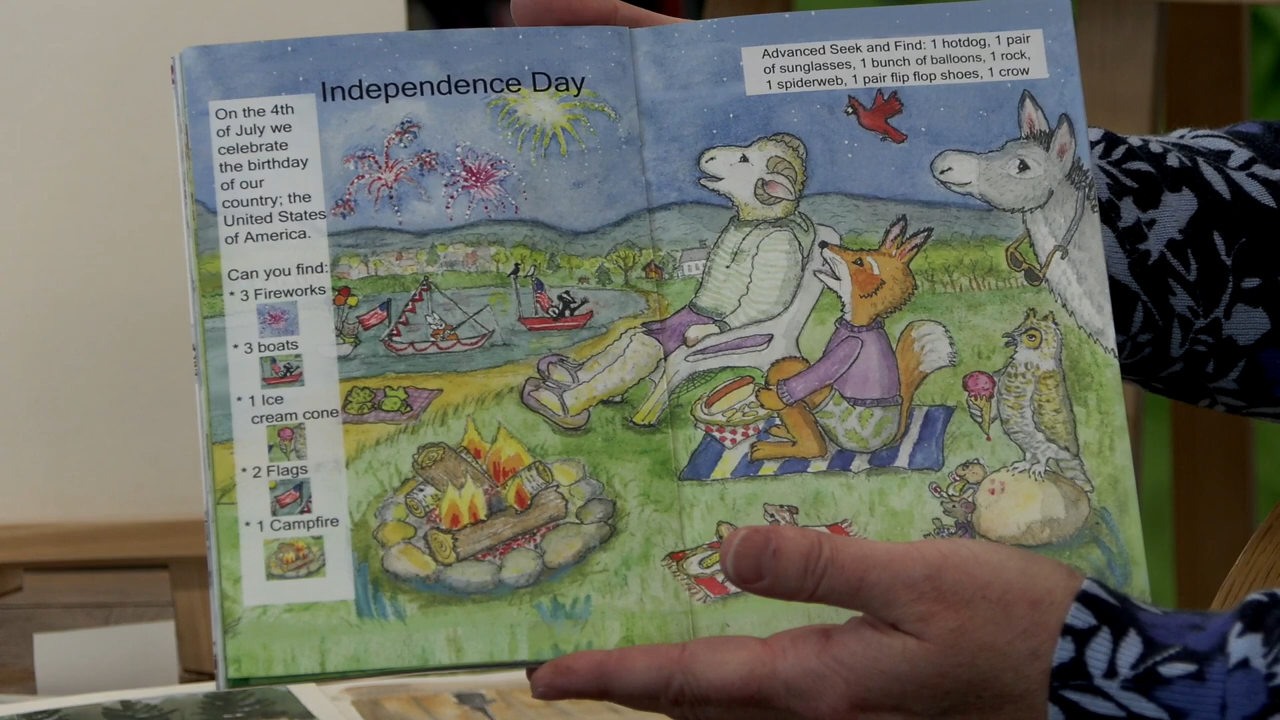 Independence Day
On the 4th
of July we
celebrate
the birthday
of our
country; the
United States
of America.
Can you find:
* 3 Fireworks
* 3 boats
* 1 Ice
cream cone
* 2 Flags
* 1 Campfire
Advanced Seek and Find: 1 hotdog, 1 pair
of sunglasses, 1 bunch of balloons, 1 rock,
1 spiderweb, 1 pair flip flop shoes, 1 crow